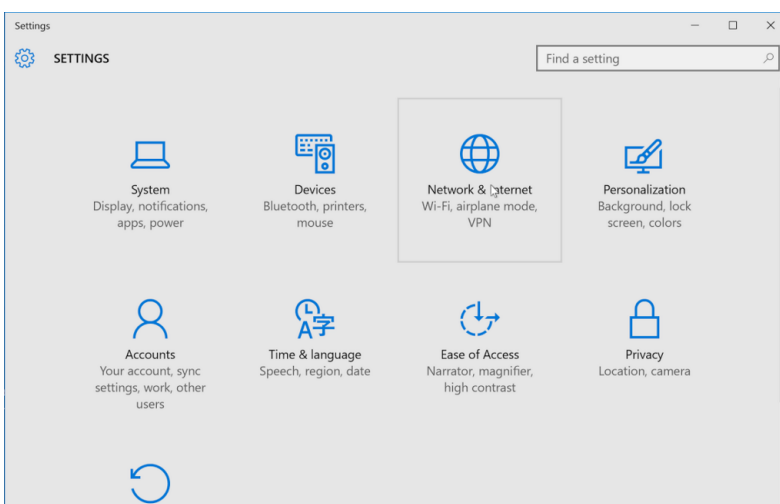 Settings
SETTINGS
Find a setting
System
Display, notifications,
apps, power
Devices
Bluetooth, printers,
mouse
Network & Internet
Wi-Fi, airplane mode,
VPN
Personalization
Background, lock
screen, colors
Accounts
Your account, sync
settings, work, other
users
Time & language
Speech, region, date
Ease of Access
Narrator, magnifier,
high contrast
Privacy
Location, camera